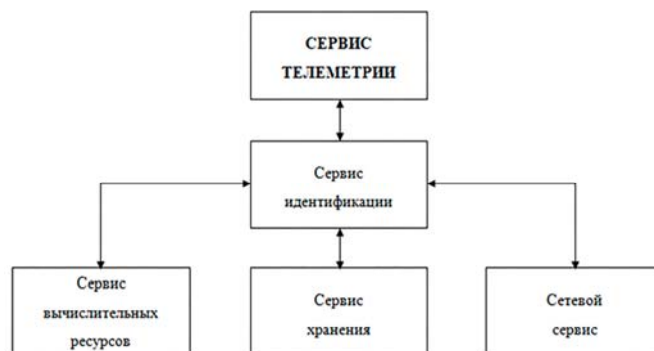 СЕРВИС
ТЕЛЕМЕТРИИ
Сервис
идентификации
Сервис
вычислительных
ресурсов
Сервис
хранения
Сетевой
сервис